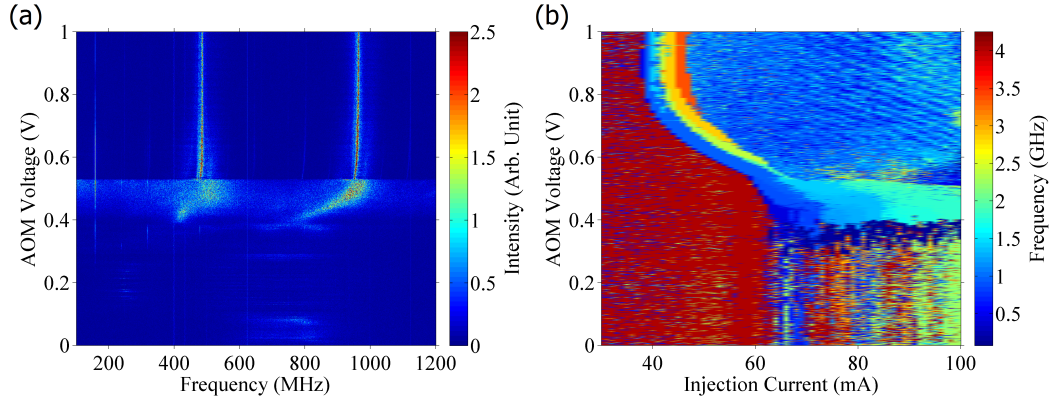 (a)
AOM Voltage (V)
1
0.8
0.6
0.4
0.2
0
200 400 600 800 1000 1200
Frequency (MHz)
2.5
2
1.5
1
0.5
0
Intensity (Arb. Unit)
(b)
AOM Voltage (V)
1
0.8
0.6
0.4
0.2
0
40 60 80 100
Injection Current (mA)
4
3.5
3
2.5
2
1.5
1
0.5
Frequency (GHz)